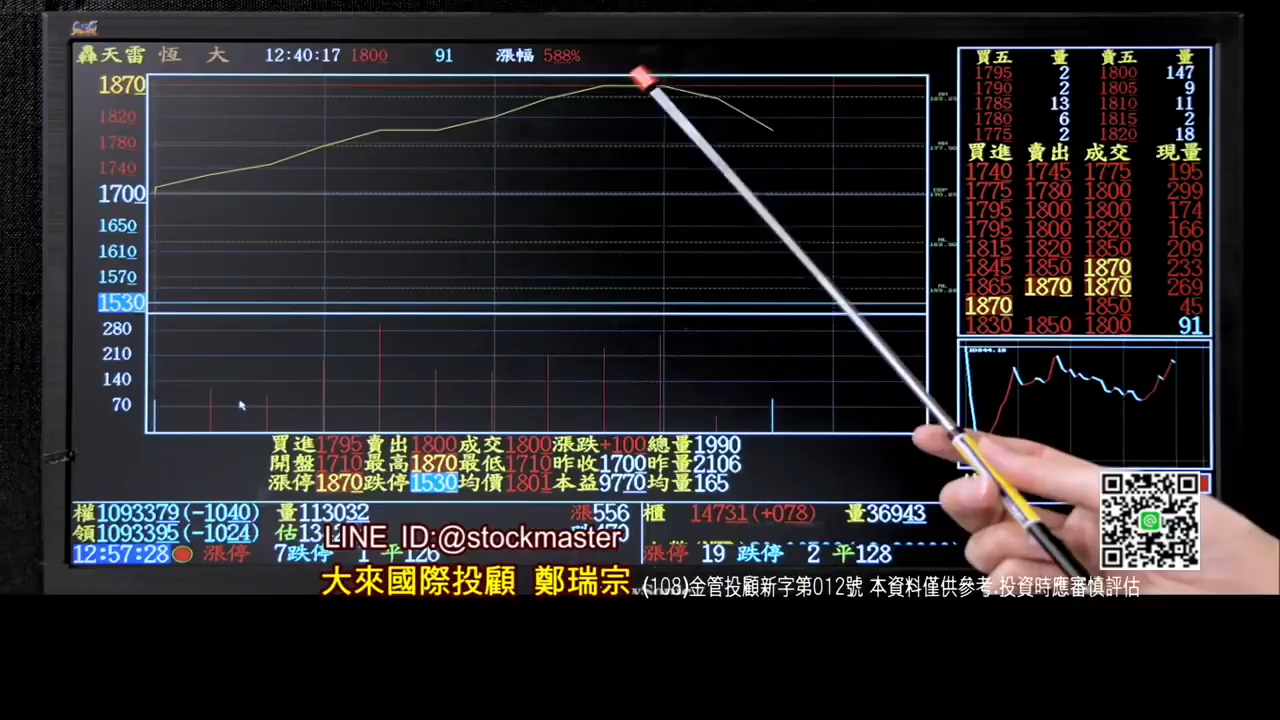 轟天雷 恆大 12:40:17 1800 91 漲幅 588%
1870
1820
1780
1740
1700
1650
1610
1570
1530
280
210
140
70
買五 量 賣五 量
1795 2 1800 147
1790 2 1805 9
1785 13 1810 11
1780 6 1815 2
1775 2 1820 18
買進 賣出 成交 現量
1740 1745 1775 195
1775 1780 1800 299
1795 1800 1800 174
1795 1800 1820 166
1815 1820 1850 209
1845 1850 1870 233
1865 1870 1870 269
1870 1850 45
1830 1850 1800 91
買進1795賣出1800成交1800漲跌+100總量1990
開盤1710最高1870最低1710昨收1700昨量2106
漲停1870跌停1530均價1801本益9770均量165
權1093379(-1040) 量113032 漲556 櫃 14731(+078) 量36943
領1093395(-1024) 估
12:57:28 漲停 7跌停 1 平126 漲停 19 跌停 2 平128
LINE ID:@stockmaster
大來國際投顧 鄭瑞宗 (108)金管投顧新字第012號 本資料僅供參考.投資時應審慎評估